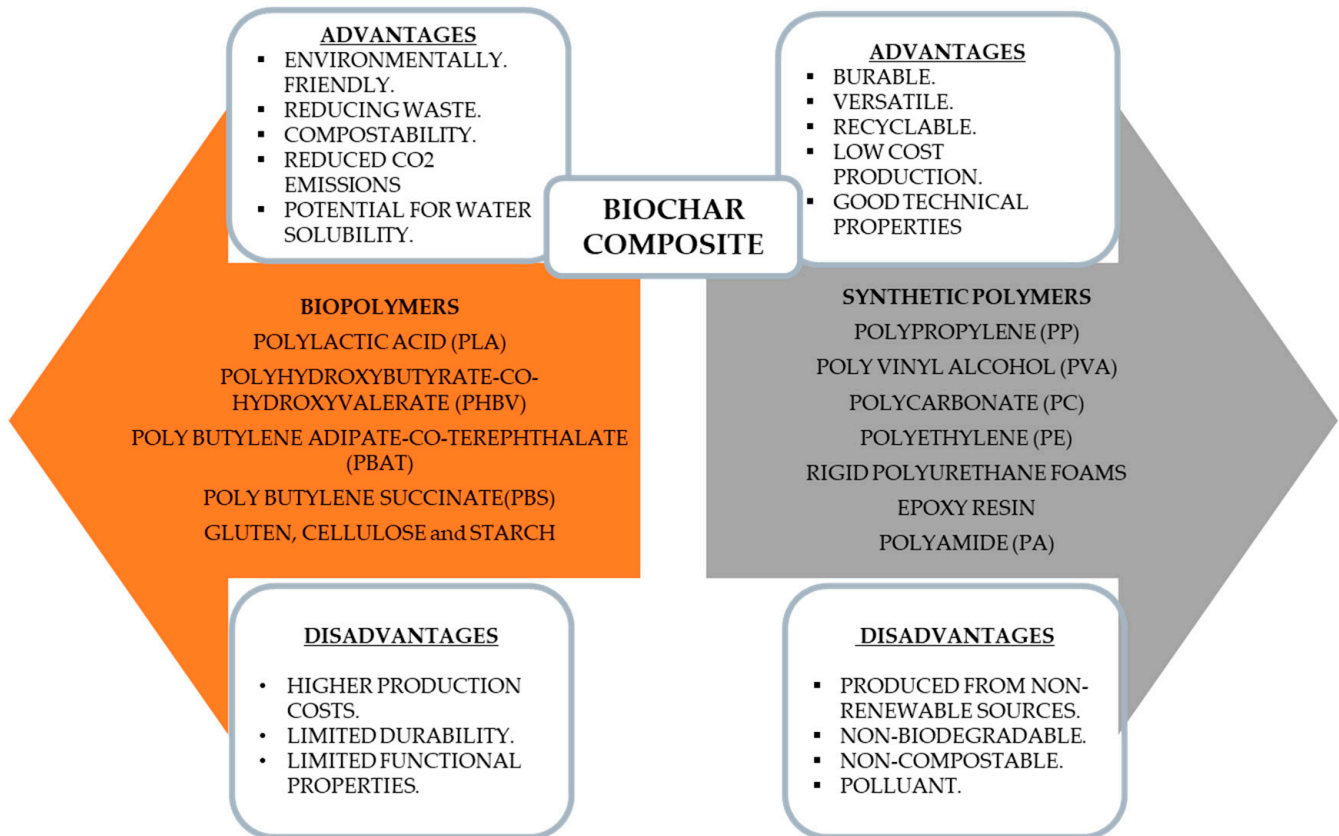 ADVANTAGES
▪ ENVIRONMENTALLY.
FRIENDLY.
▪ REDUCING WASTE.
▪ COMPOSTABILITY.
▪ REDUCED CO2
EMISSIONS
▪ POTENTIAL FOR WATER
SOLUBILITY.
BIOCHAR
COMPOSITE
ADVANTAGES
▪ BURABLE.
▪ VERSATILE.
▪ RECYCLABLE.
▪ LOW COST
PRODUCTION.
▪ GOOD TECHNICAL
PROPERTIES
BIOPOLYMERS
POLYLACTIC ACID (PLA)
POLYHYDROXYBUTYRATE-CO-
HYDROXYVALERATE (PHBV)
POLY BUTYLENE ADIPATE-CO-TEREPHTHALATE
(PBAT)
POLY BUTYLENE SUCCINATE(PBS)
GLUTEN, CELLULOSE and STARCH
SYNTHETIC POLYMERS
POLYPROPYLENE (PP)
POLY VINYL ALCOHOL (PVA)
POLYCARBONATE (PC)
POLYETHYLENE (PE)
RIGID POLYURETHANE FOAMS
EPOXY RESIN
POLYAMIDE (PA)
DISADVANTAGES
• HIGHER PRODUCTION
COSTS.
• LIMITED DURABILITY.
• LIMITED FUNCTIONAL
PROPERTIES.
DISADVANTAGES
▪ PRODUCED FROM NON-
RENEWABLE SOURCES.
▪ NON-BIODEGRADABLE.
▪ NON-COMPOSTABLE.
▪ POLLUANT.